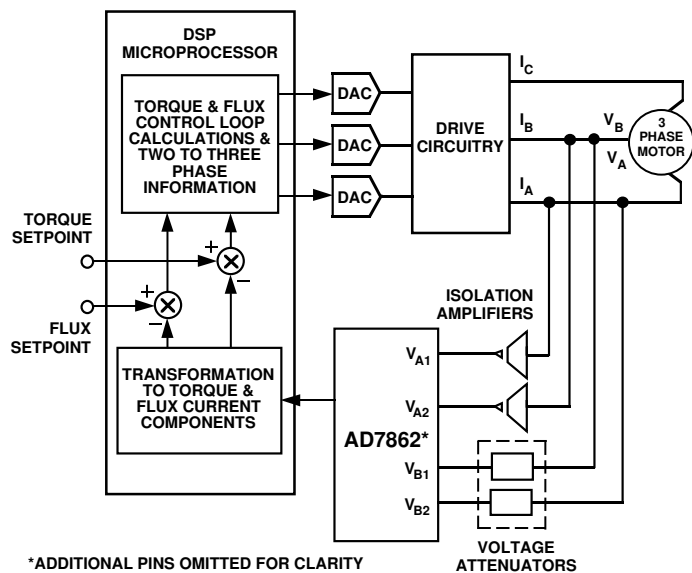 DSP
MICROPROCESSOR
TORQUE & FLUX
CONTROL LOOP
CALCULATIONS &
TWO TO THREE
PHASE
INFORMATION
DAC
DAC
DAC
DRIVE
CIRCUITRY
I_C
I_B
I_A
V_B
V_A
3
PHASE
MOTOR
TORQUE
SETPOINT
+
−
+
−
FLUX
SETPOINT
TRANSFORMATION
TO TORQUE &
FLUX CURRENT
COMPONENTS
ISOLATION
AMPLIFIERS
V_A1
V_A2
AD7862*
V_B1
V_B2
VOLTAGE
ATTENUATORS
*ADDITIONAL PINS OMITTED FOR CLARITY